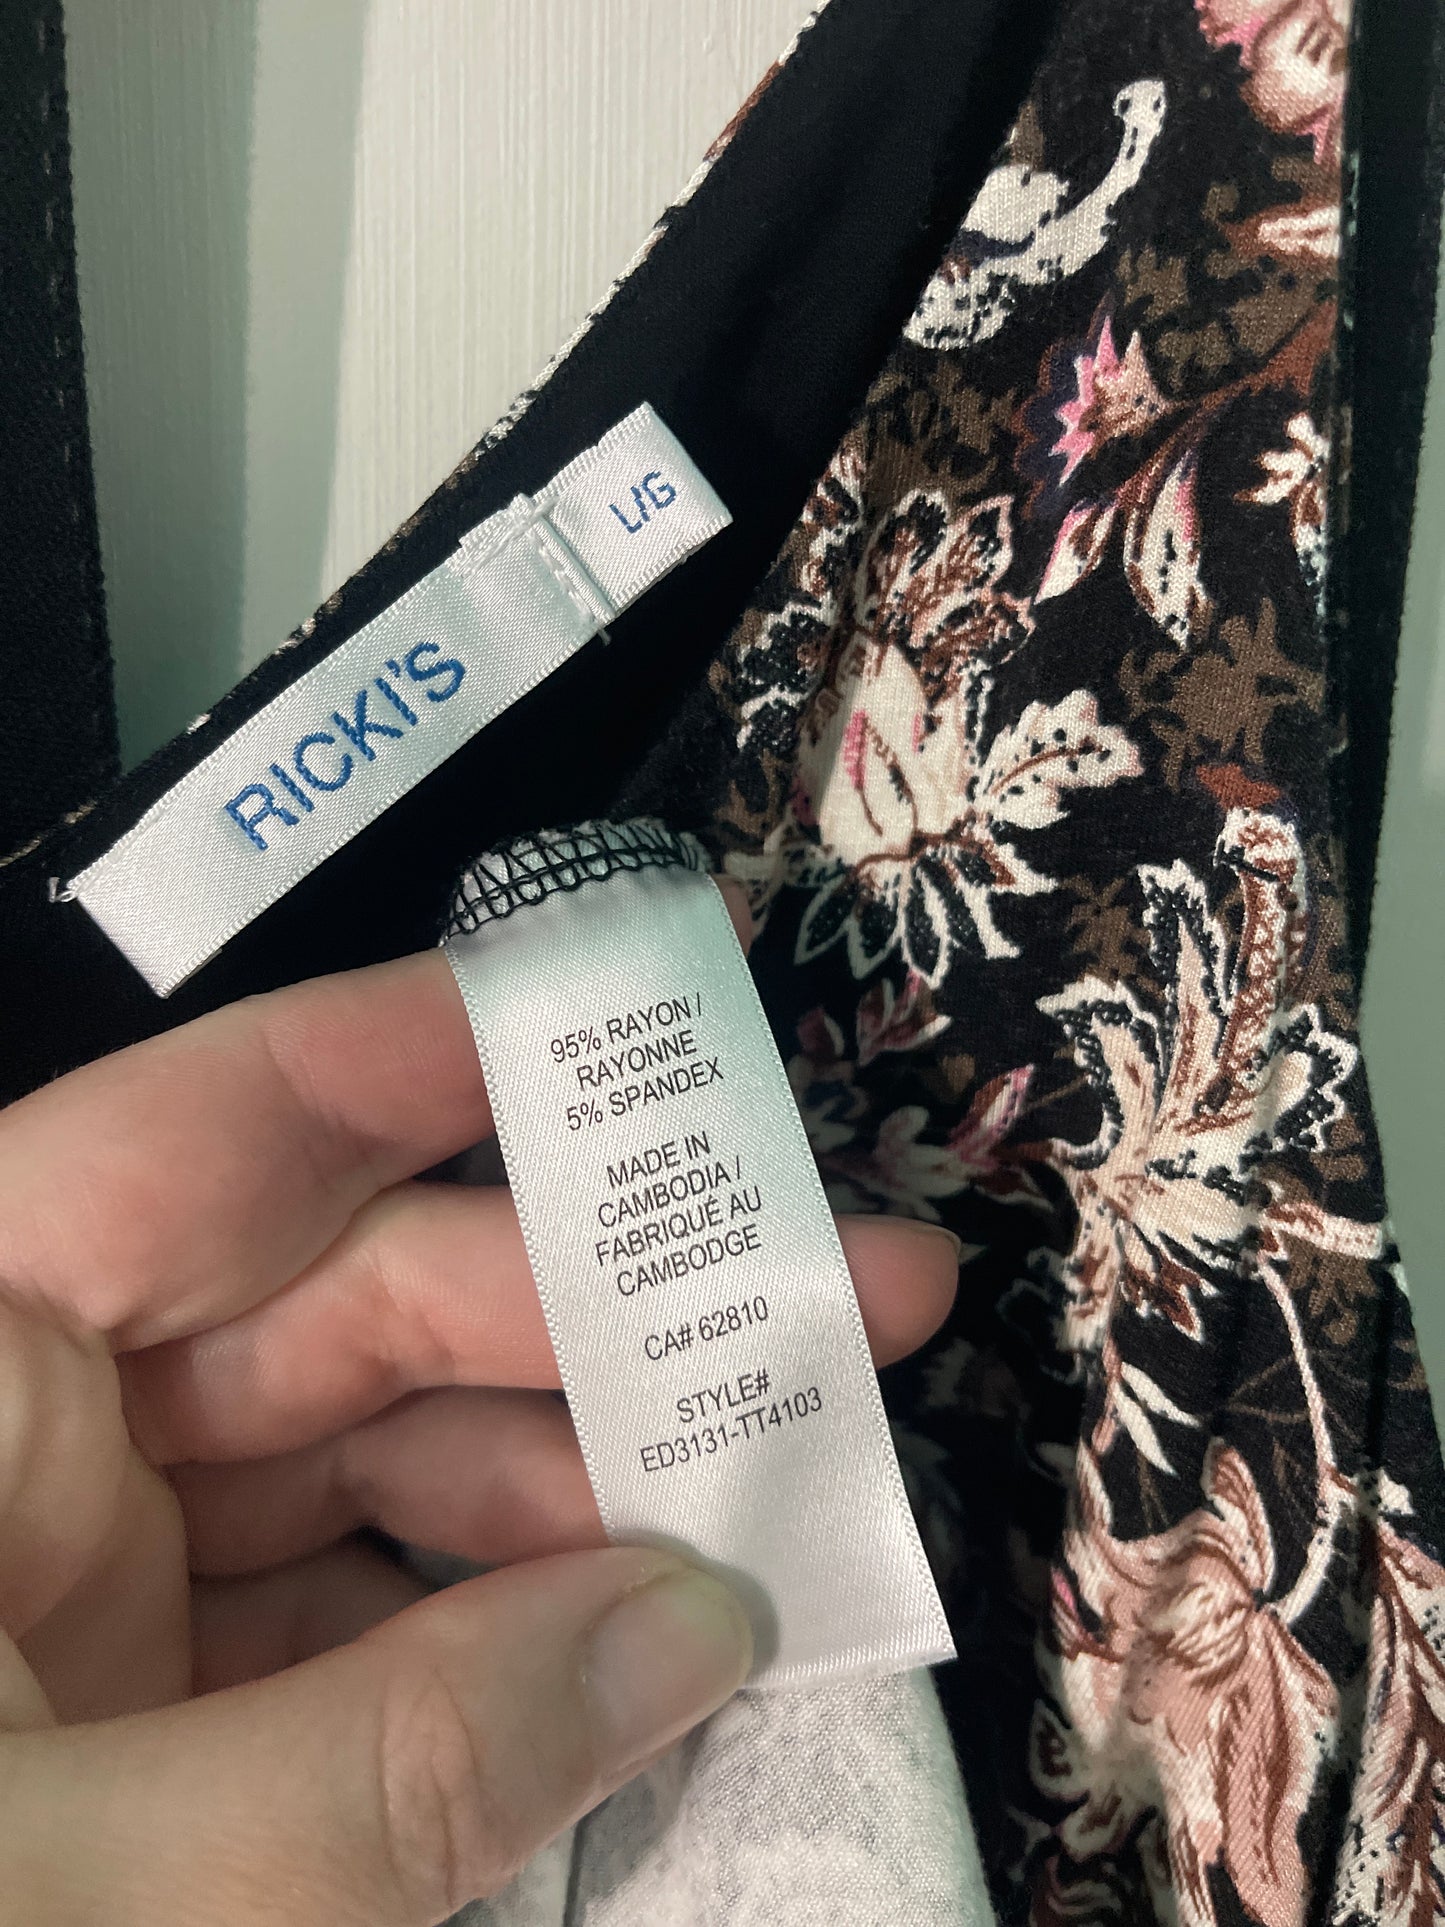 RICKI'S
L/G
95% RAYON /
RAYONNE
5% SPANDEX
MADE IN
CAMBODIA /
FABRIQUÉ AU
CAMBODGE
CA# 62810
STYLE#
ED3131-TT4103